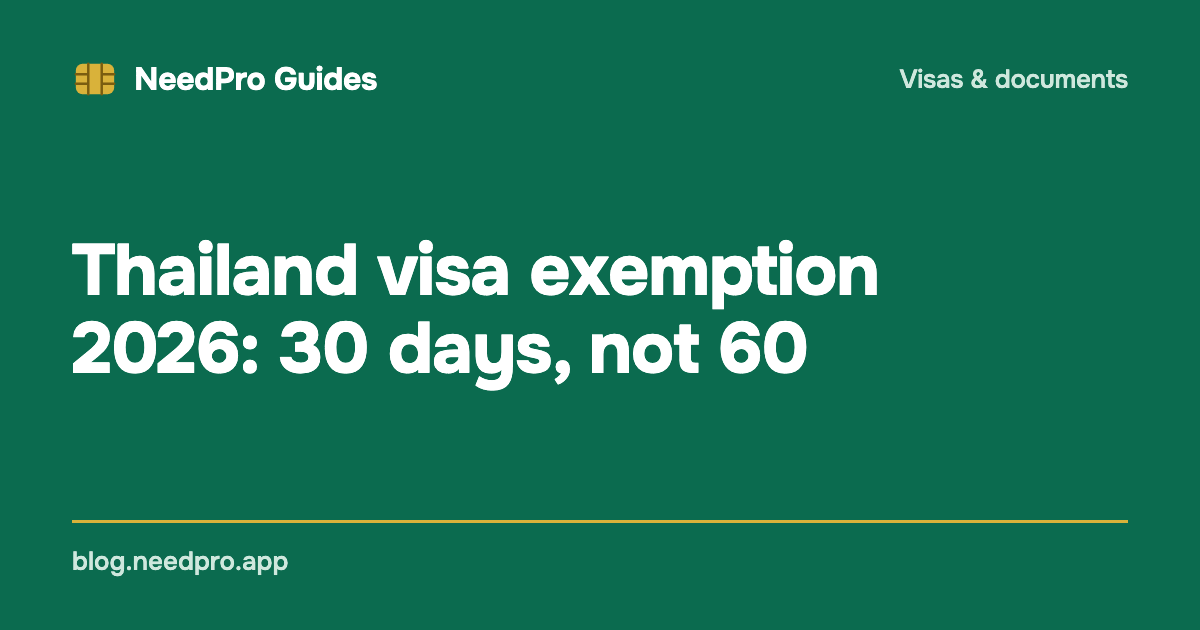 NeedPro Guides
Visas & documents
Thailand visa exemption
2026: 30 days, not 60
blog.needpro.app